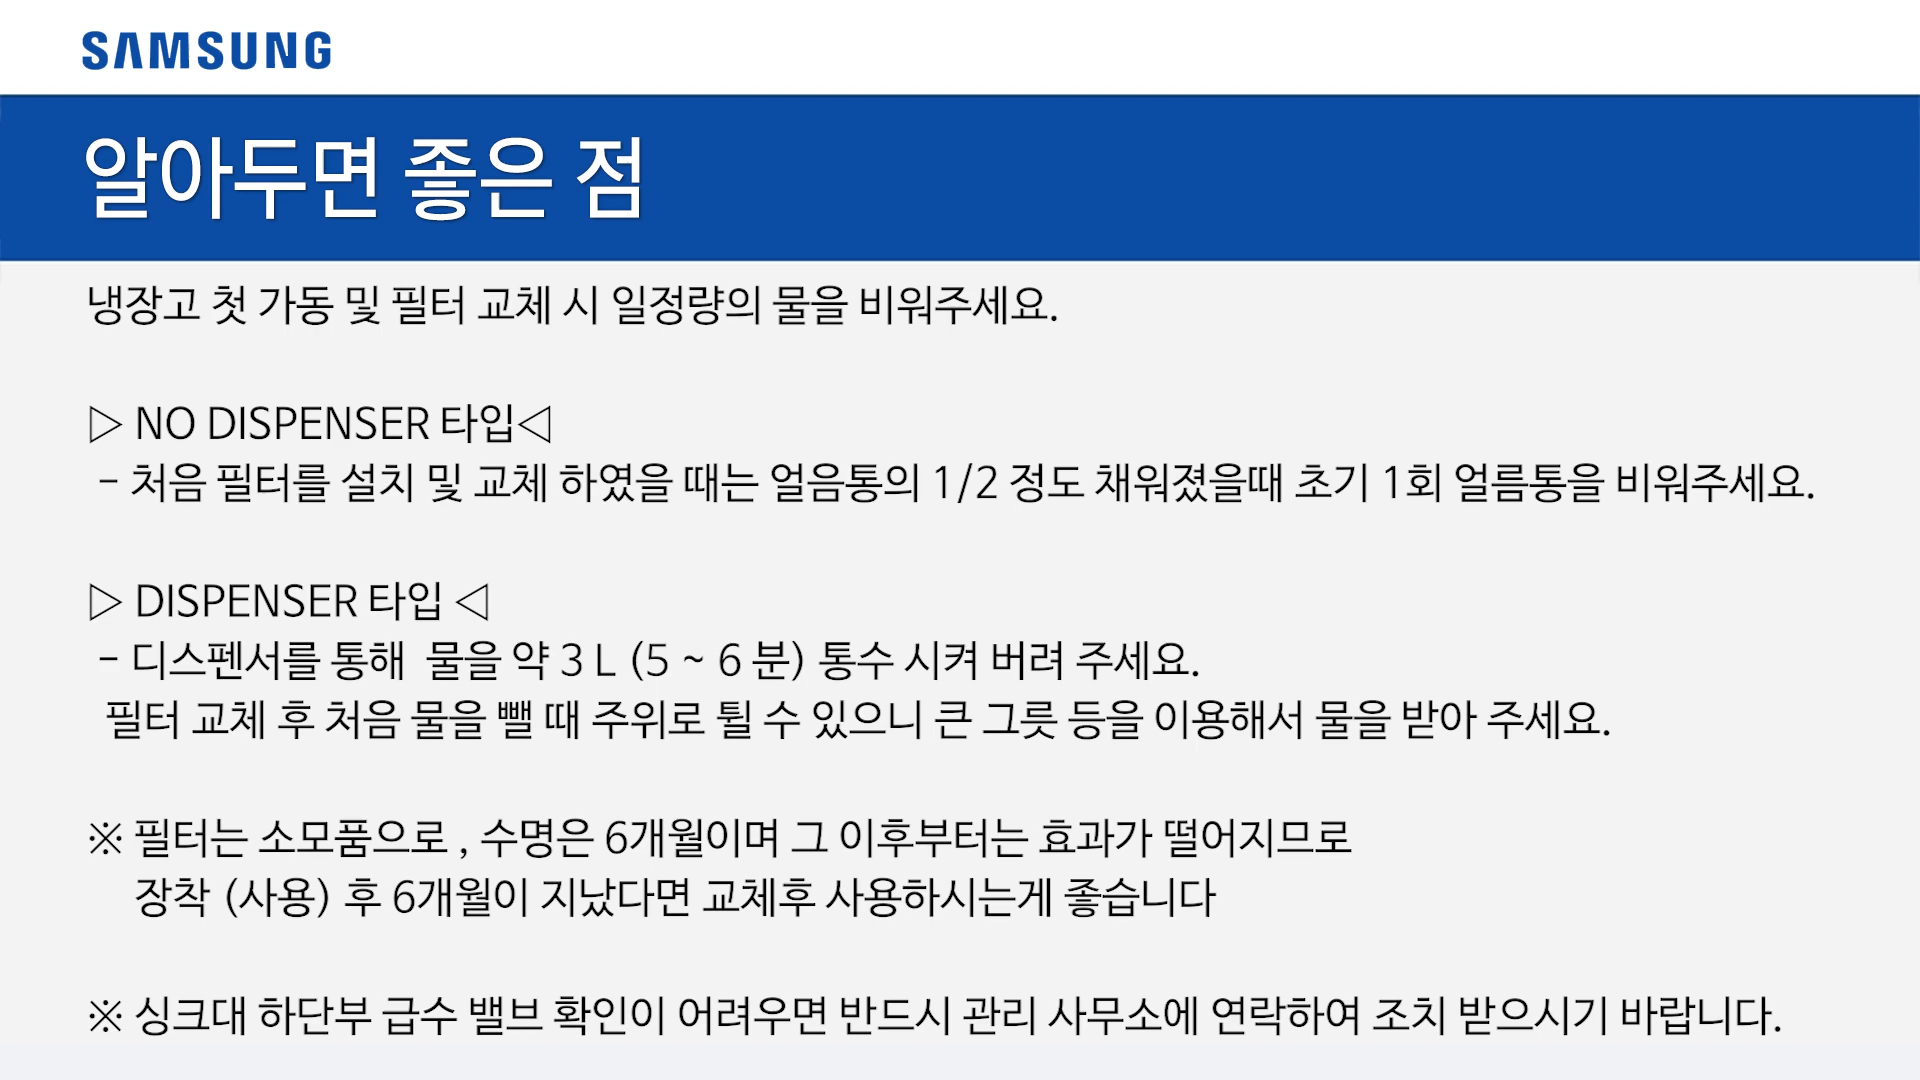 SAMSUNG
알아두면 좋은 점
냉장고 첫 가동 및 필터 교체 시 일정량의 물을 비워주세요.
▷ NO DISPENSER 타입◁
- 처음 필터를 설치 및 교체 하였을 때는 얼음통의 1/2 정도 채워졌을때 초기 1회 얼름통을 비워주세요.
▷ DISPENSER 타입 ◁
- 디스펜서를 통해 물을 약 3 L (5 ~ 6 분) 통수 시켜 버려 주세요.
필터 교체 후 처음 물을 뺄 때 주위로 튈 수 있으니 큰 그릇 등을 이용해서 물을 받아 주세요.
※ 필터는 소모품으로 , 수명은 6개월이며 그 이후부터는 효과가 떨어지므로
장착 (사용) 후 6개월이 지났다면 교체후 사용하시는게 좋습니다
※ 싱크대 하단부 급수 밸브 확인이 어려우면 반드시 관리 사무소에 연락하여 조치 받으시기 바랍니다.